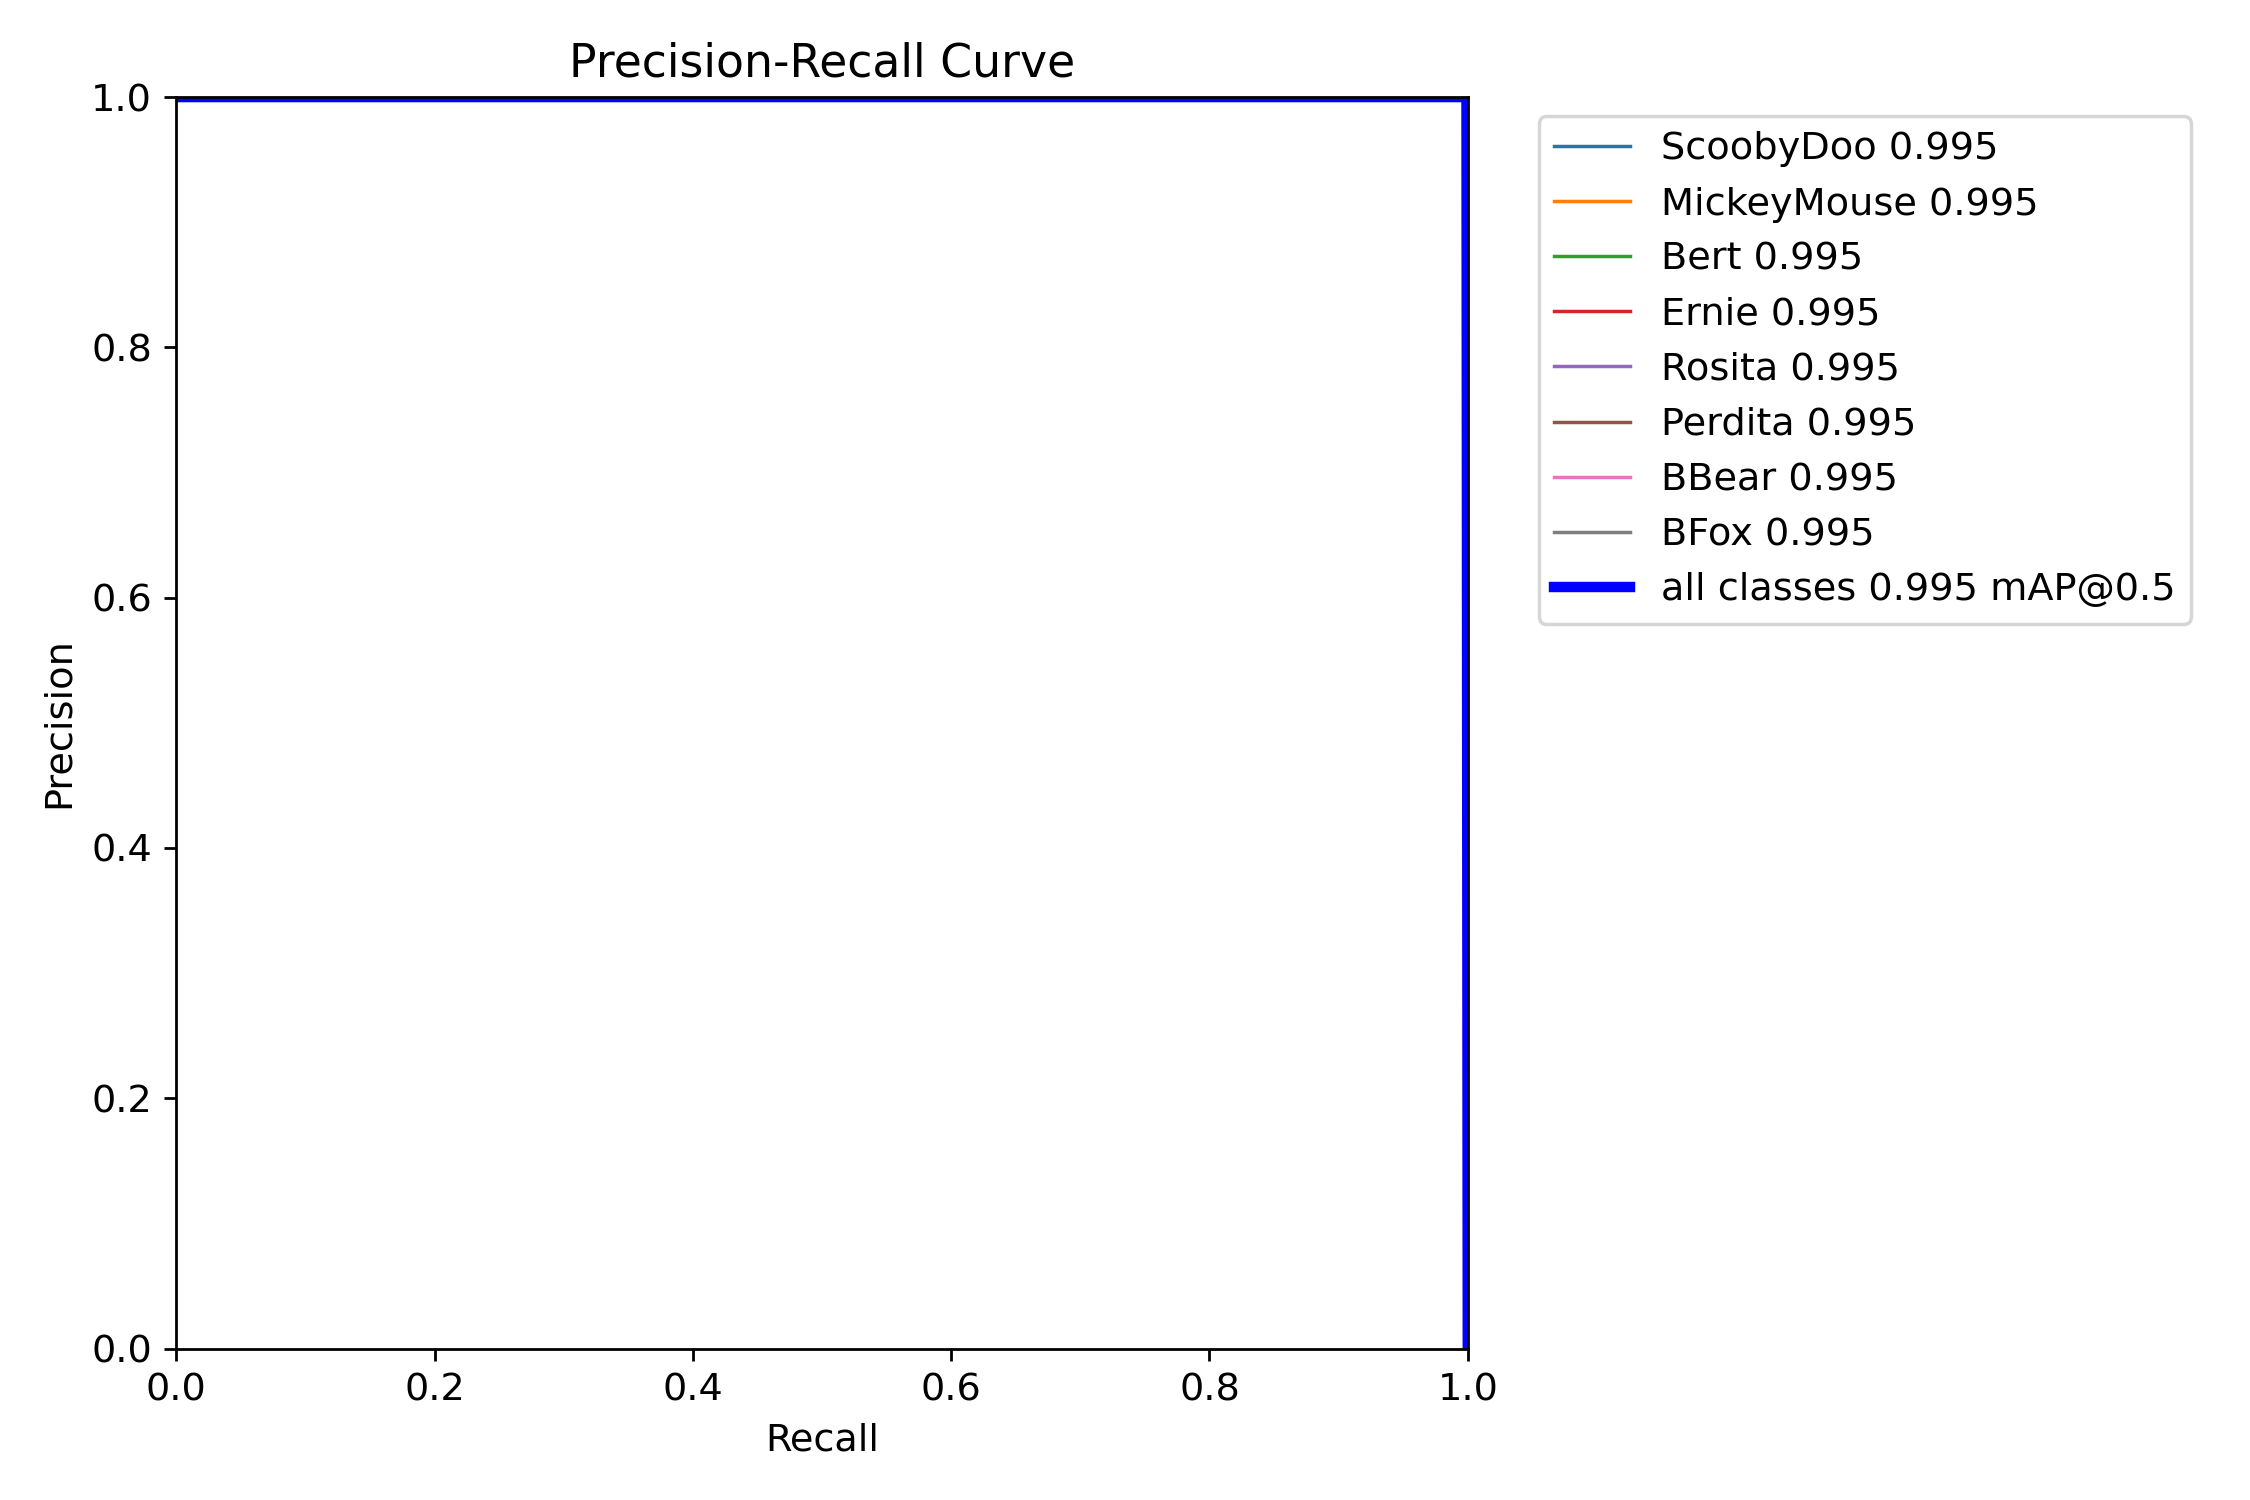 Precision-Recall Curve
1.0
0.8
0.6
0.4
0.2
0.0
Precision
0.0 0.2 0.4 0.6 0.8 1.0
Recall
ScoobyDoo 0.995
MickeyMouse 0.995
Bert 0.995
Ernie 0.995
Rosita 0.995
Perdita 0.995
BBear 0.995
BFox 0.995
all classes 0.995 mAP@0.5